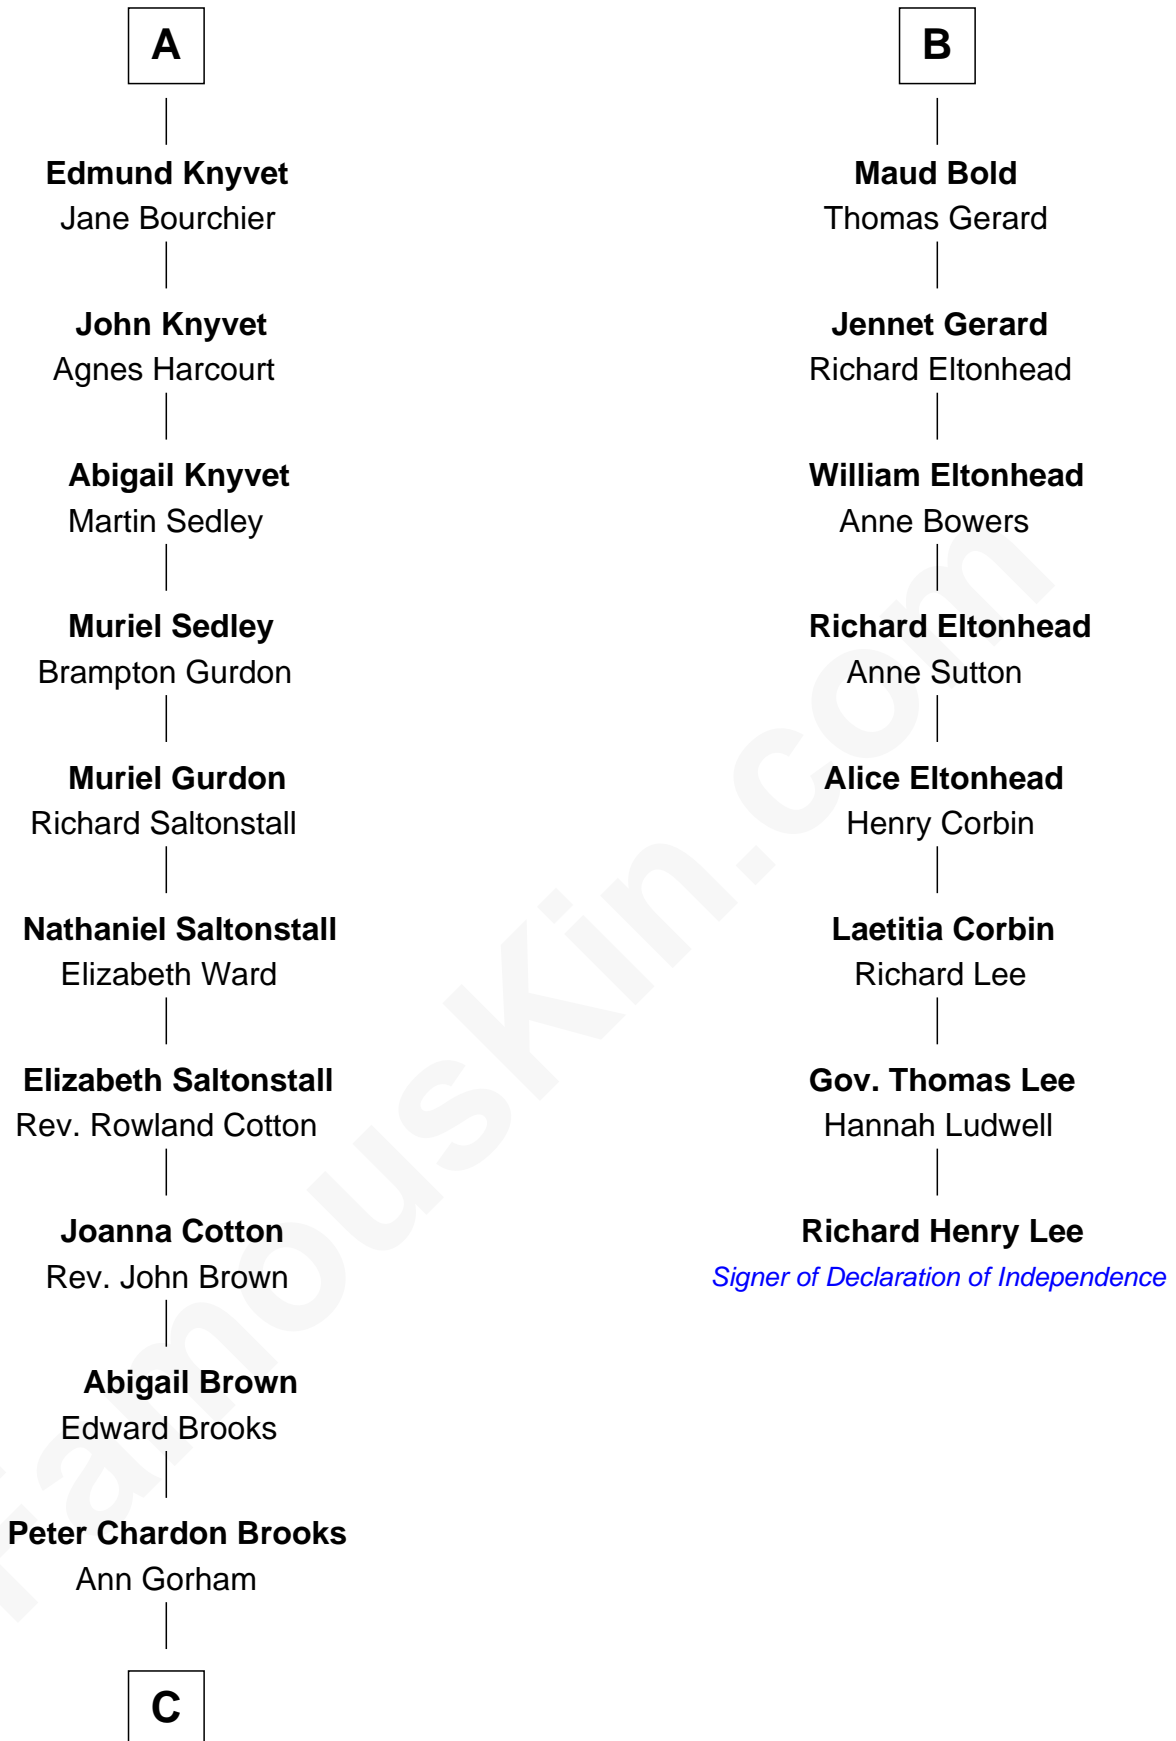 A
Edmund Knyvet
Jane Bourchier
John Knyvet
Agnes Harcourt
Abigail Knyvet
Martin Sedley
Muriel Sedley
Brampton Gurdon
Muriel Gurdon
Richard Saltonstall
Nathaniel Saltonstall
Elizabeth Ward
Elizabeth Saltonstall
Rev. Rowland Cotton
Joanna Cotton
Rev. John Brown
Abigail Brown
Edward Brooks
Peter Chardon Brooks
Ann Gorham
C
B
Maud Bold
Thomas Gerard
Jennet Gerard
Richard Eltonhead
William Eltonhead
Anne Bowers
Richard Eltonhead
Anne Sutton
Alice Eltonhead
Henry Corbin
Laetitia Corbin
Richard Lee
Gov. Thomas Lee
Hannah Ludwell
Richard Henry Lee
Signer of Declaration of Independence
FamousKin.com